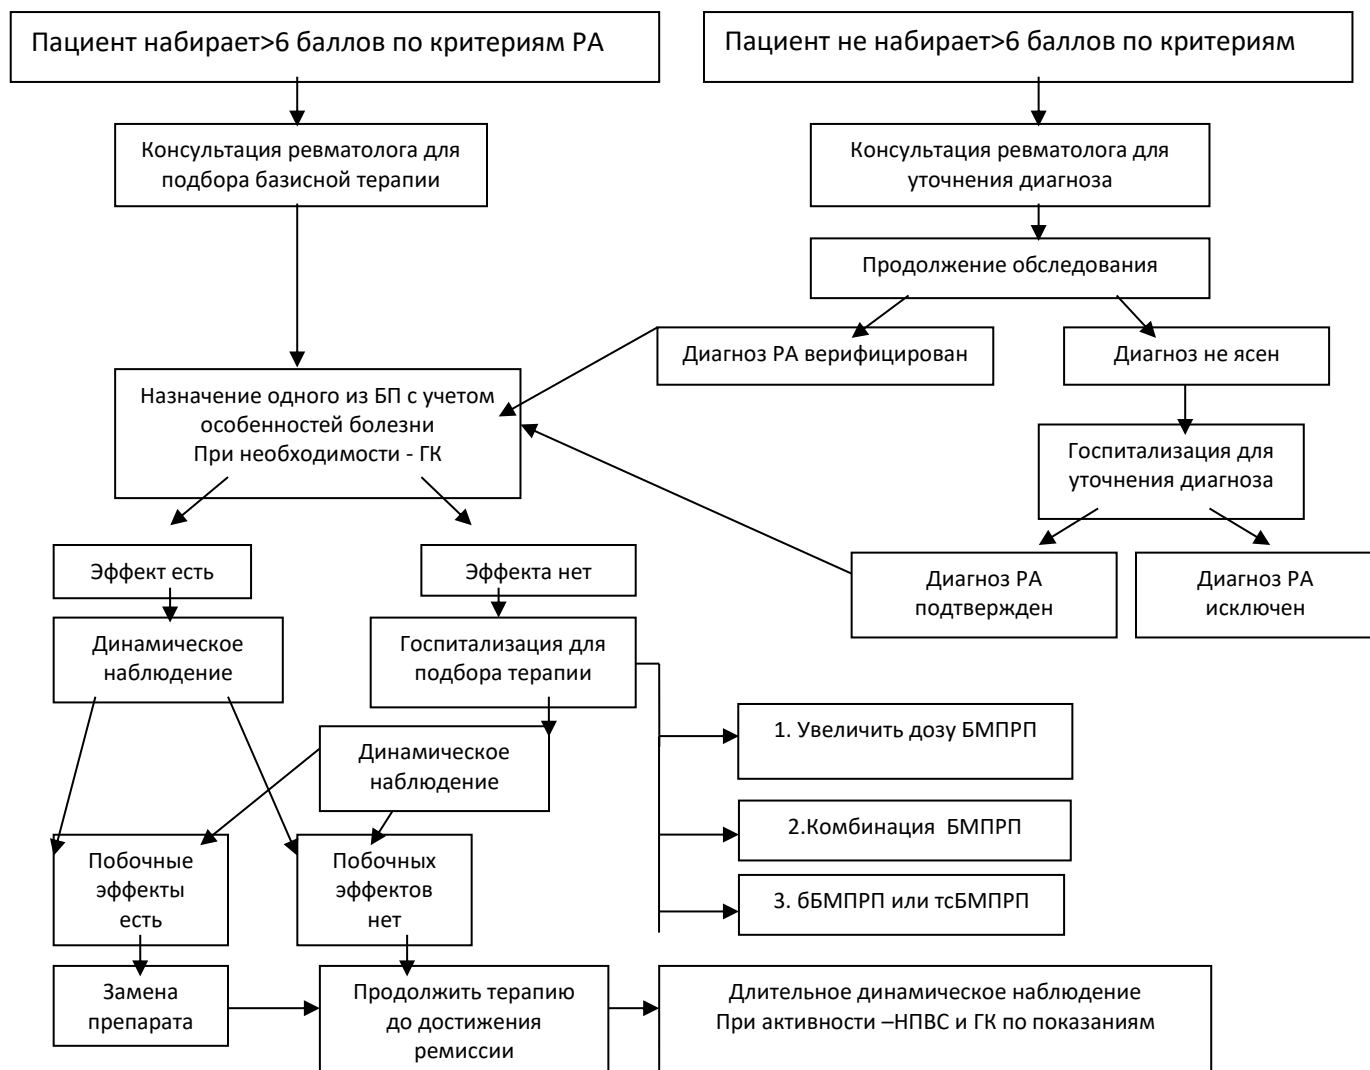 Пациент набирает>6 баллов по критериям РА
Пациент не набирает>6 баллов по критериям
Консультация ревматолога для
подбора базисной терапии
Консультация ревматолога для
уточнения диагноза
Продолжение обследования
Диагноз РА верифицирован
Диагноз не ясен
Назначение одного из БП с учетом
особенностей болезни
При необходимости - ГК
Госпитализация для
уточнения диагноза
Эффект есть
Эффекта нет
Диагноз РА
подтвержден
Диагноз РА
исключен
Динамическое
наблюдение
Госпитализация для
подбора терапии
1. Увеличить дозу БМПРП
Динамическое
наблюдение
2.Комбинация БМПРП
Побочные
эффекты
есть
Побочных
эффектов
нет
3. бБМПРП или тсБМПРП
Замена
препарата
Продолжить терапию
до достижения
ремиссии
Длительное динамическое наблюдение
При активности –НПВС и ГК по показаниям